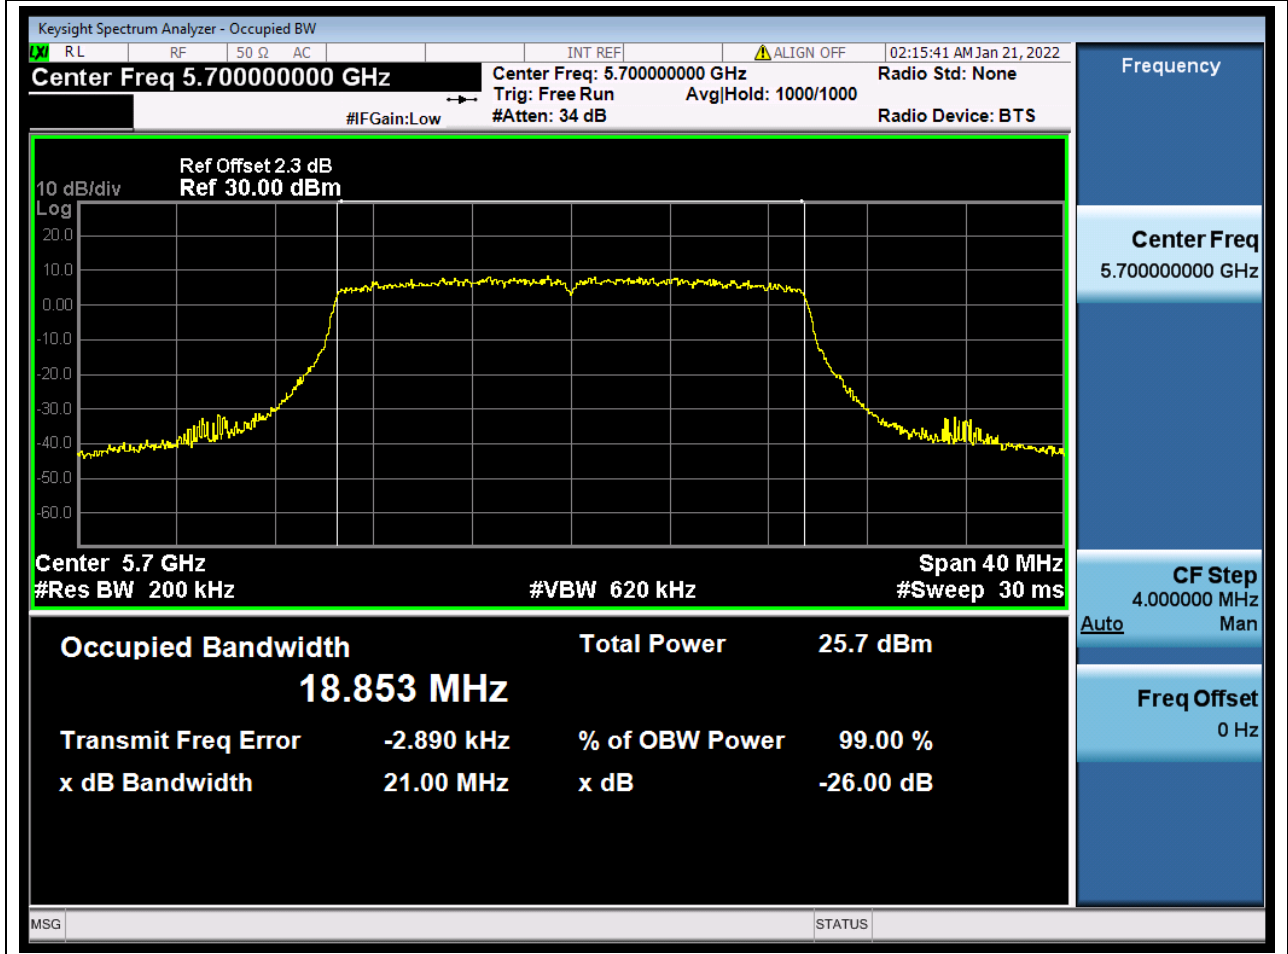 Keysight Spectrum Analyzer - Occupied BW
LXI RL RF 50 Ω AC INT REF ALIGN OFF 02:15:41 AM Jan 21, 2022
Center Freq 5.700000000 GHz
Center Freq: 5.700000000 GHz
Radio Std: None
Trig: Free Run Avg|Hold: 1000/1000
#IFGain:Low
#Atten: 34 dB
Radio Device: BTS
Ref Offset 2.3 dB
10 dB/div Ref 30.00 dBm
Log
20.0
10.0
0.00
-10.0
-20.0
-30.0
-40.0
-50.0
-60.0
Center 5.7 GHz Span 40 MHz
#Res BW 200 kHz #VBW 620 kHz #Sweep 30 ms
Occupied Bandwidth Total Power 25.7 dBm
18.853 MHz
Transmit Freq Error -2.890 kHz % of OBW Power 99.00 %
x dB Bandwidth 21.00 MHz x dB -26.00 dB
Frequency
Center Freq
5.700000000 GHz
CF Step
4.000000 MHz
Auto Man
Freq Offset
0 Hz
MSG STATUS